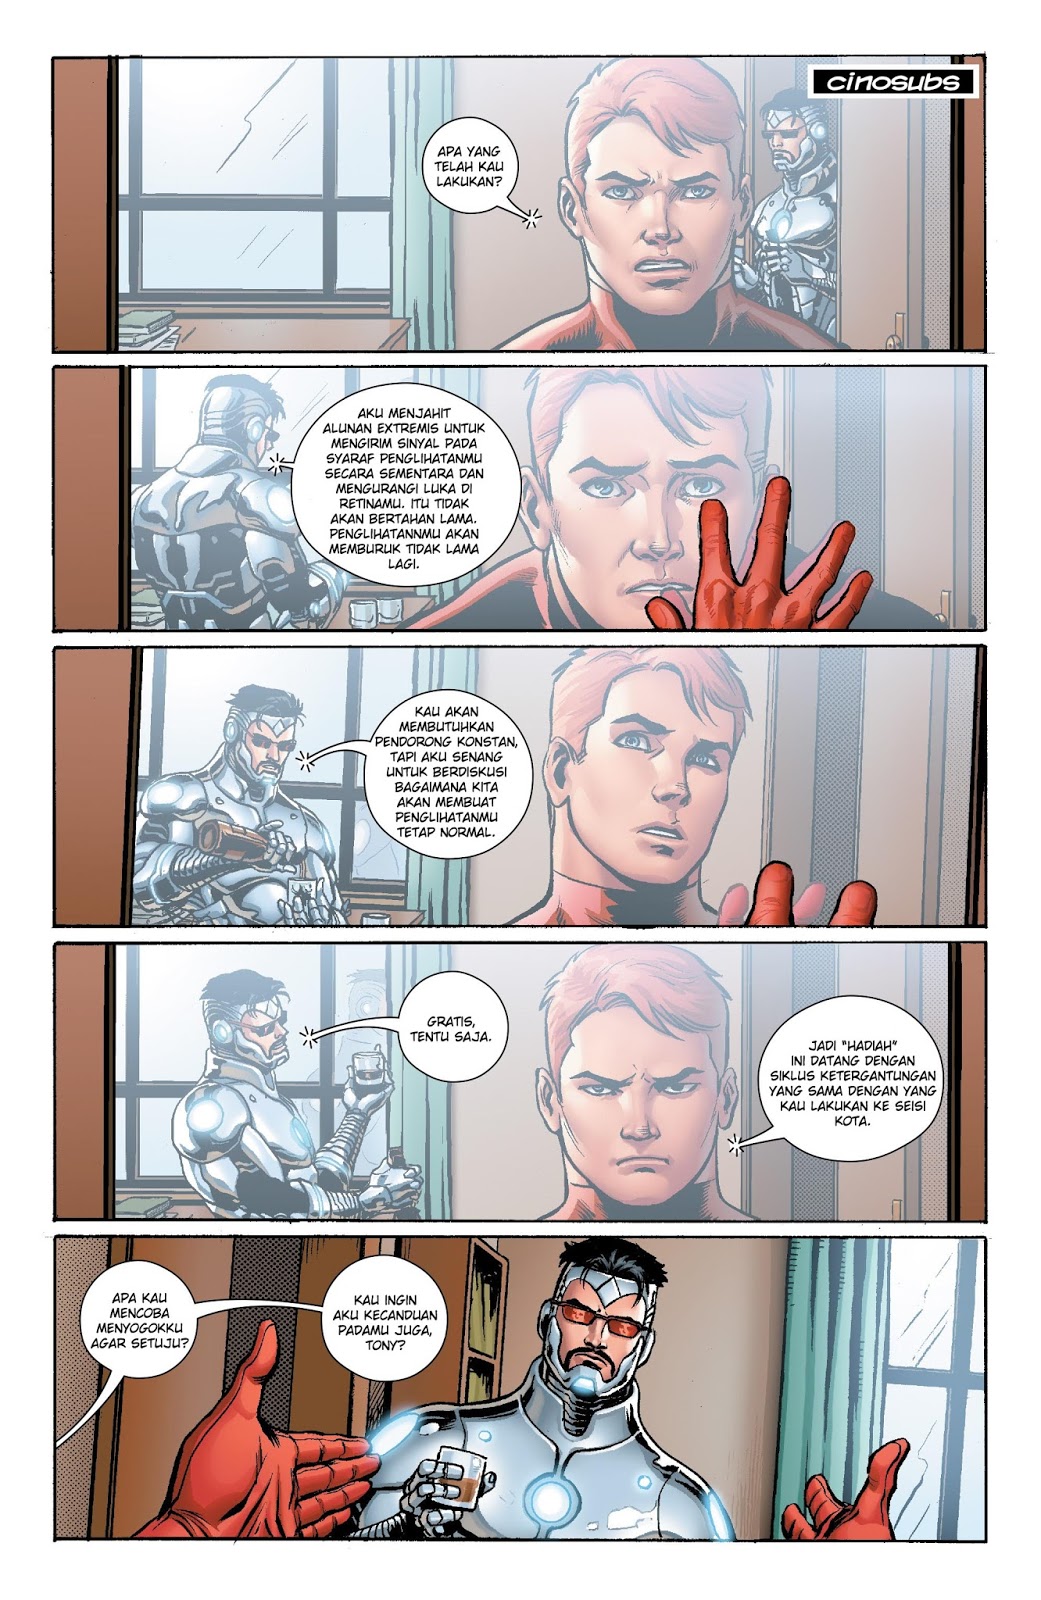 cinosubs
APA YANG
TELAH KAU
LAKUKAN?
AKU MENJAHIT
ALUNAN EXTREMIS UNTUK
MENGIRIM SINYAL PADA
SYARAF PENGLIHATANMU
SECARA SEMENTARA DAN
MENGURANGI LUKA DI
RETINAMU. ITU TIDAK
AKAN BERTAHAN LAMA.
PENGLIHATANNMU AKAN
MEMBURUK TIDAK LAMA
LAGI.
KAU AKAN
MEMBUTUHKAN
PENDORONG KONSTAN,
TAPI AKU SENANG
UNTUK BERDISKUSI
BAGAIMANA KITA
AKAN MEMBUAT
PENGLIHATANMU
TETAP NORMAL.
GRATIS,
TENTU SAJA.
JADI "HADIAH"
INI DATANG DENGAN
SIKLUS KETERGANTUNGAN
YANG SAMA DENGAN YANG
KAU LAKUKAN KE SEISI
KOTA.
APA KAU
MENCOBA
MENYOGOKKU
AGAR SETUJU?
KAU INGIN
AKU KECANDUAN
PADAMU JUGA,
TONY?